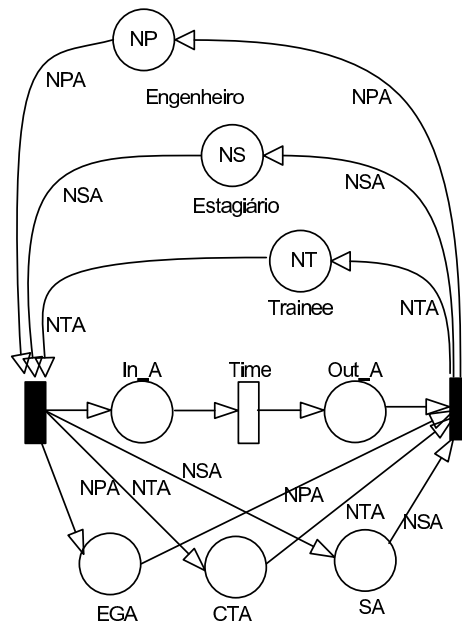 NP
NPA
NPA
Engenheiro
NS
NSA
NSA
Estagiário
NT
Trainee
NTA
NTA
In_A
Time
Out_A
NSA
NPA
NTA
NPA
NTA
NSA
EGA
CTA
SA